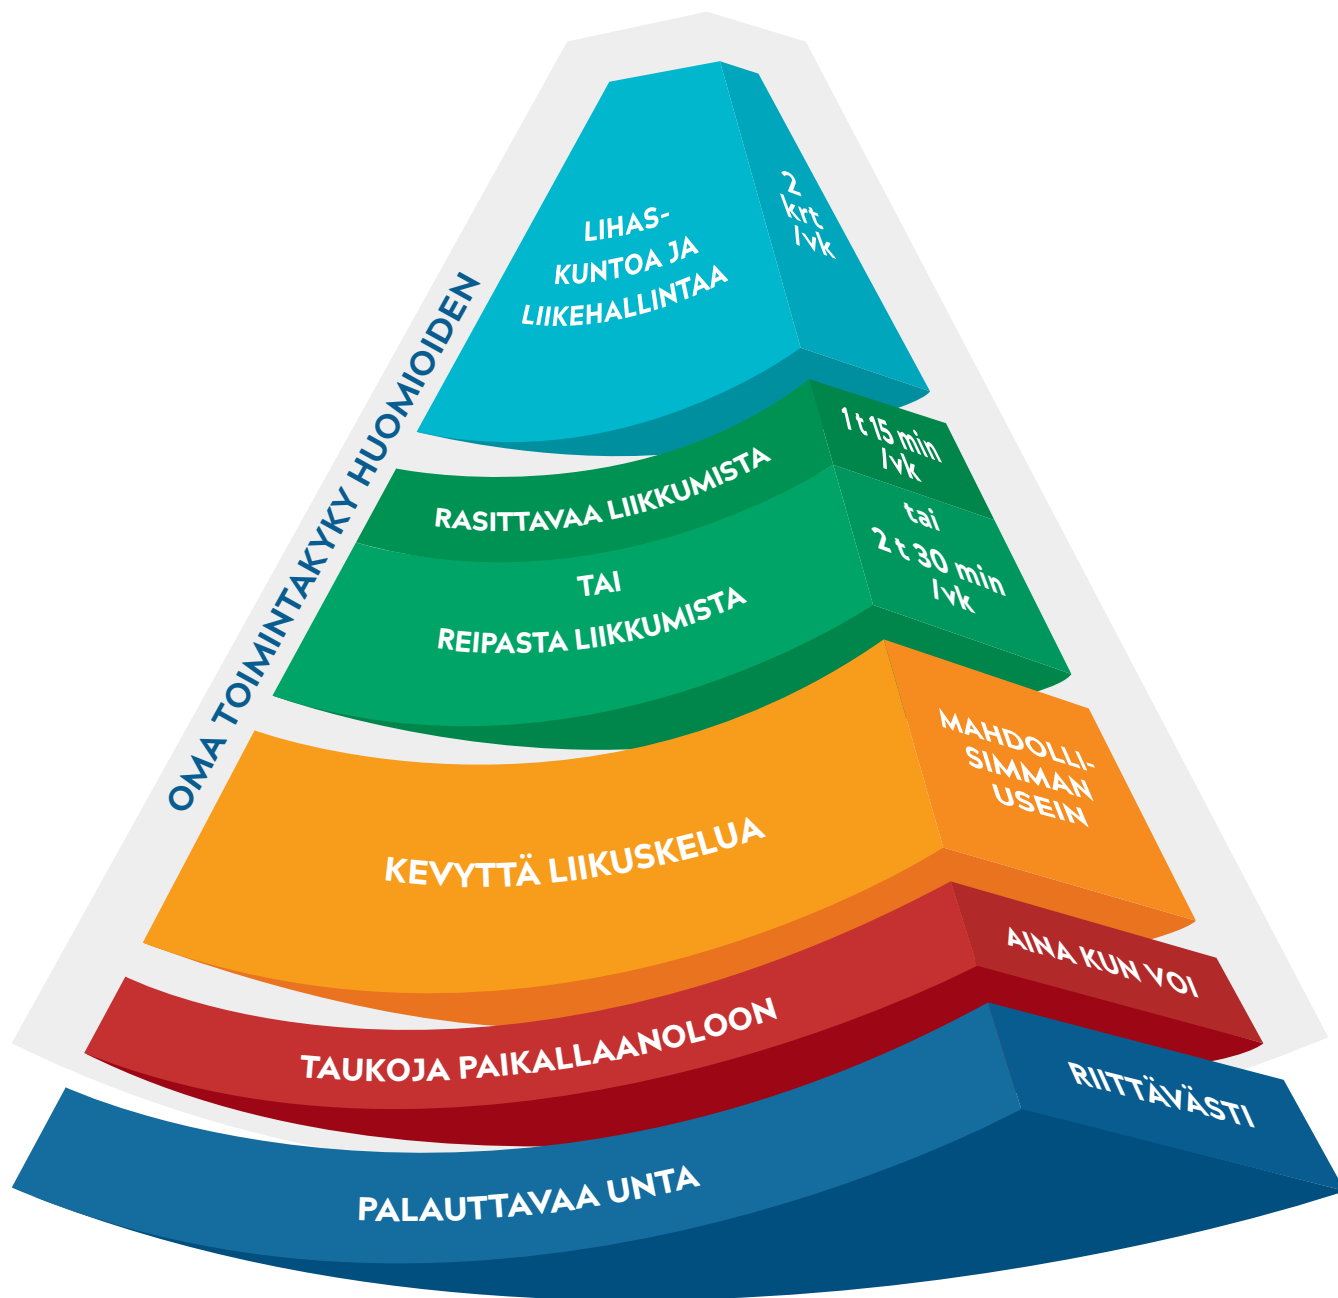 OMA TOIMINTAKYKY HUOMIOIDEN
LIHAS-
KUNTOA JA
LIIKEHALLINTAA
2
krt
/vk
RASITTAVAA LIIKKUMISTA
1 t 15 min
/vk
TAI
REIPASTA LIIKKUMISTA
tai
2 t 30 min
/vk
KEVYTTÄ LIIKUSKELUA
MAHDOLLI-
SIMMAN
USEIN
TAUKOJA PAIKALLAANOLOON
AINA KUN VOI
PALAUTTAVAA UNTA
RIITTÄVÄSTI